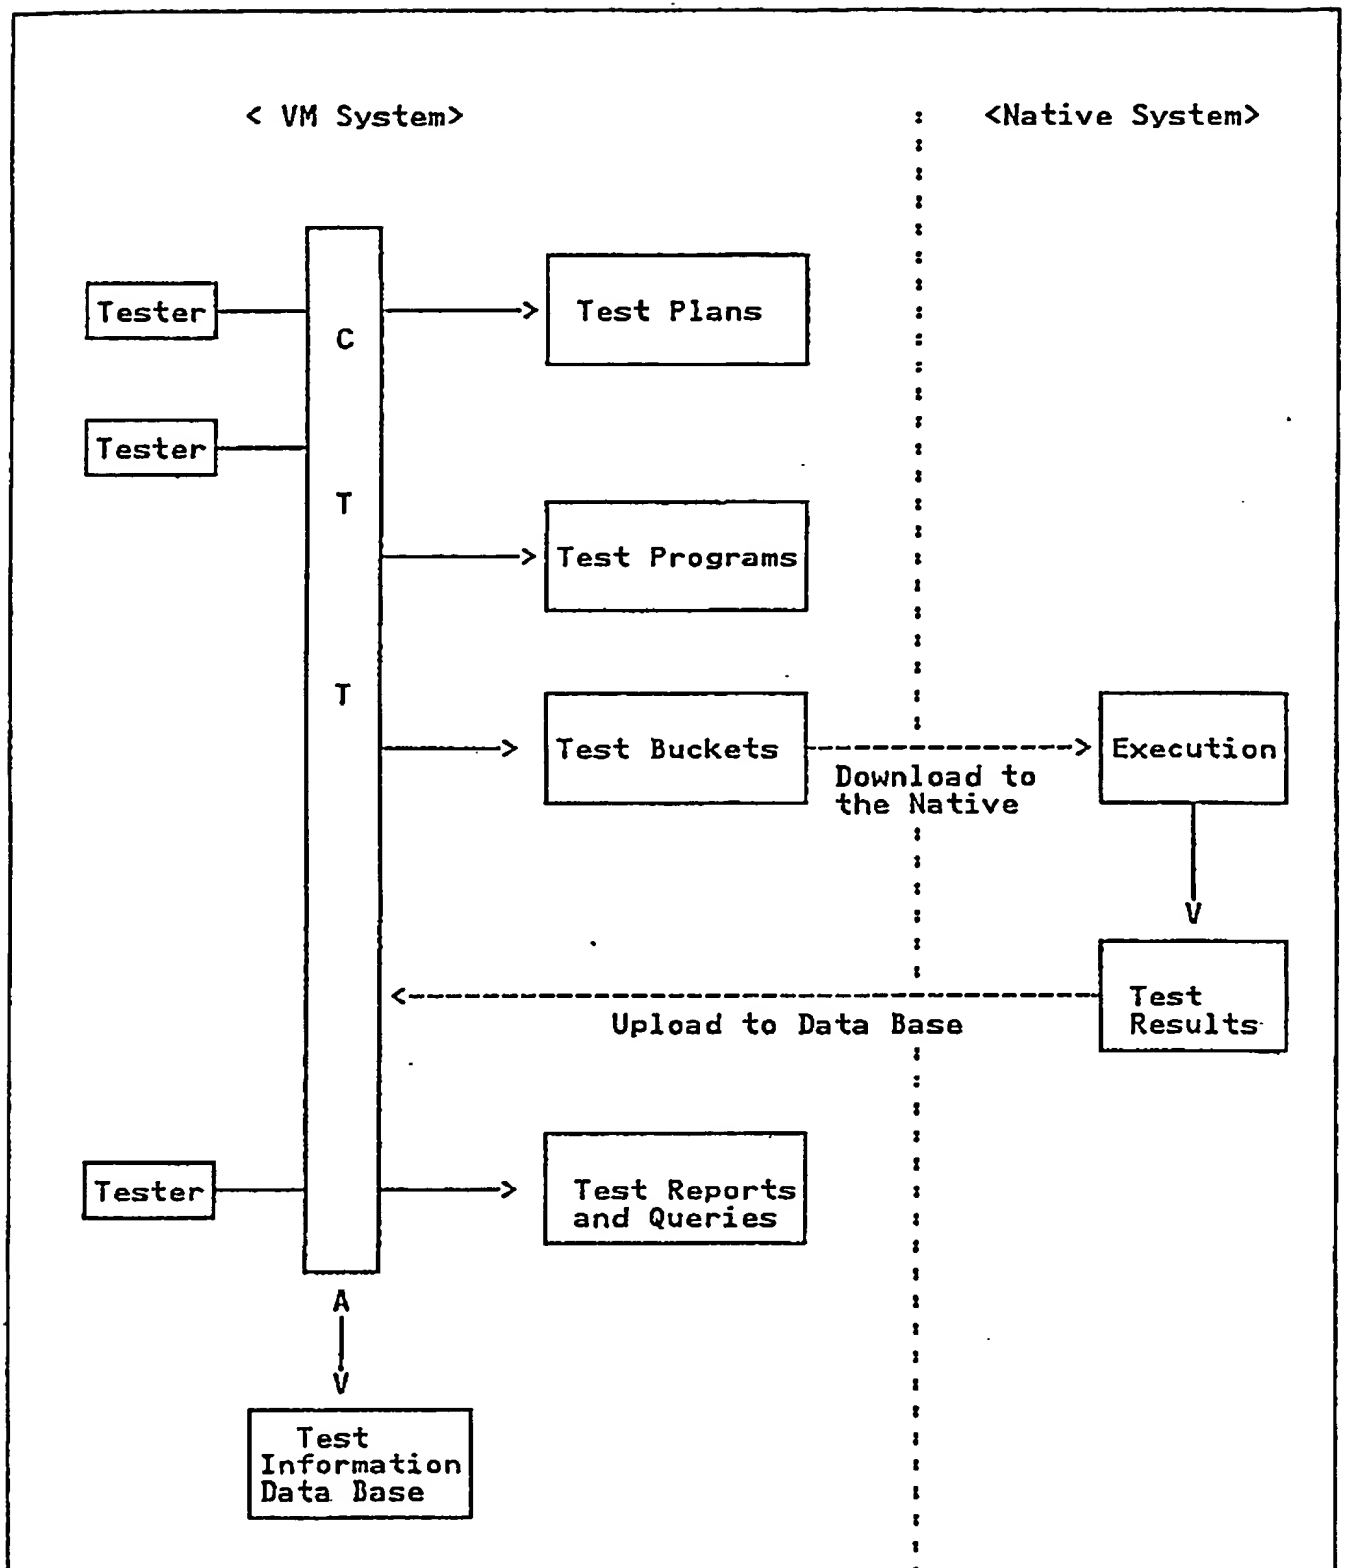 < VM System>
<Native System>
Tester
C
Test Plans
Tester
T
Test Programs
T
Test Buckets
Execution
Download to
the Native
Test
Results
Upload to Data Base
Tester
Test Reports
and Queries
A
V
V
Test
Information
Data Base